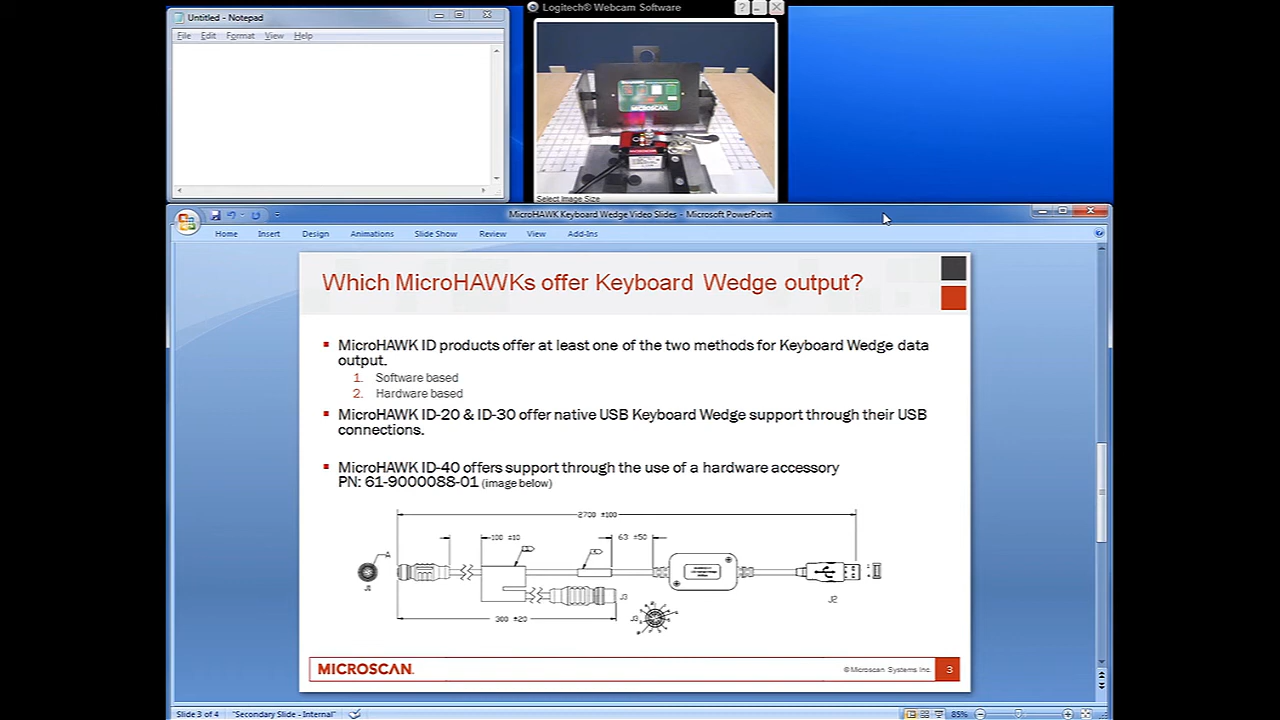 Untitled - Notepad
File Edit Format View Help
Logitech® Webcam Software
MICROSCAN
MICROSCAN
Select Image Size
MicroHAWK Keyboard Wedge Video Slides - Microsoft PowerPoint
Home Insert Design Animations Slide Show Review View Add-Ins
Which MicroHAWKs offer Keyboard Wedge output?
MicroHAWK ID products offer at least one of the two methods for Keyboard Wedge data
output.
1. Software based
2. Hardware based
MicroHAWK ID-20 & ID-30 offer native USB Keyboard Wedge support through their USB
connections.
MicroHAWK ID-40 offers support through the use of a hardware accessory
PN: 61-9000088-01 (image below)
2700 ±100
100 ±10
63 ±50
A
J1
J3
J2
300 ±20
J3
MICROSCAN.
© Microscan Systems Inc.
3
Slide 3 of 4 "Secondary Slide - Internal" 85%